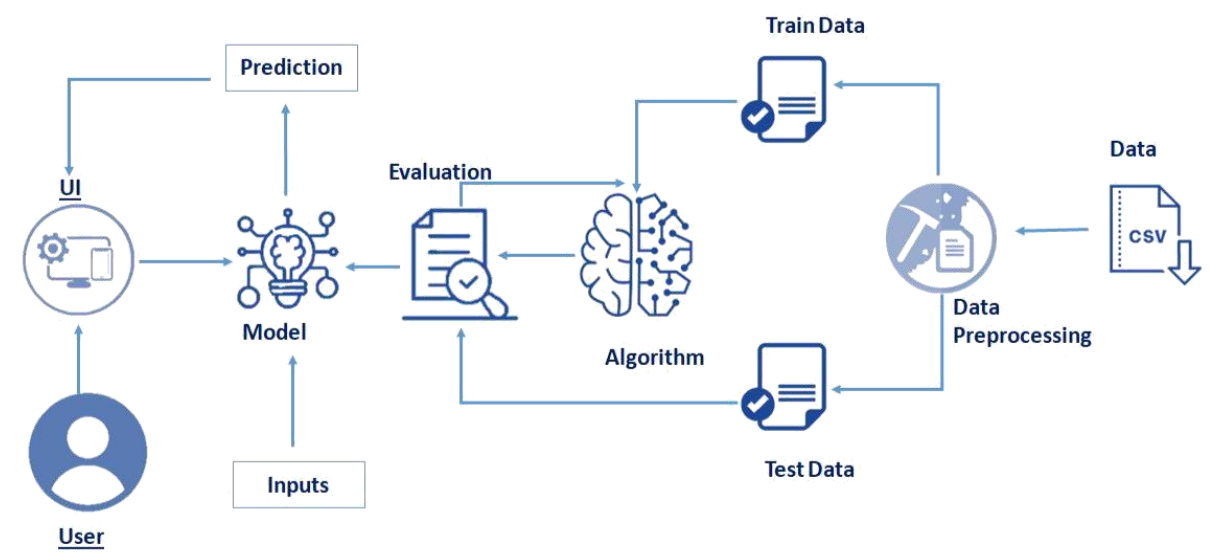 Train Data
Prediction
Data
Evaluation
UI
CSV
Data
Preprocessing
Model
Algorithm
Test Data
Inputs
User